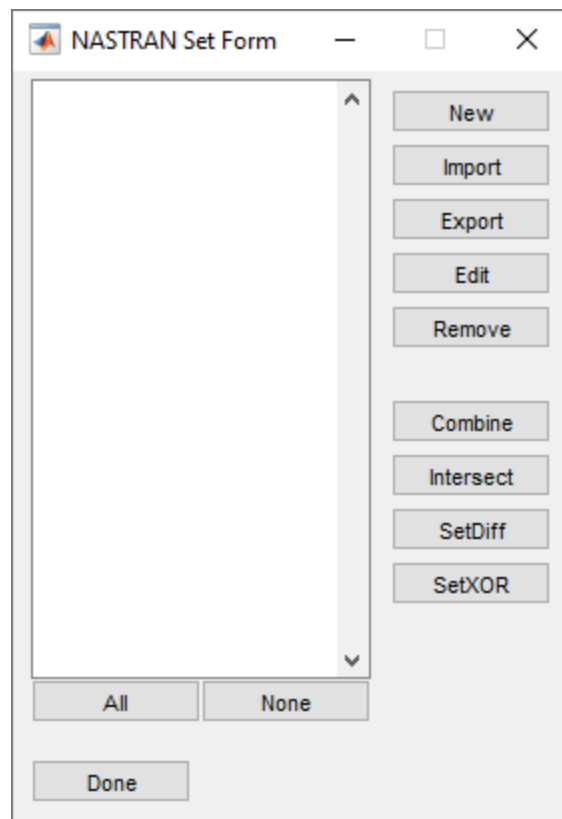 NASTRAN Set Form
New
Import
Export
Edit
Remove
Combine
Intersect
SetDiff
SetXOR
All None
Done